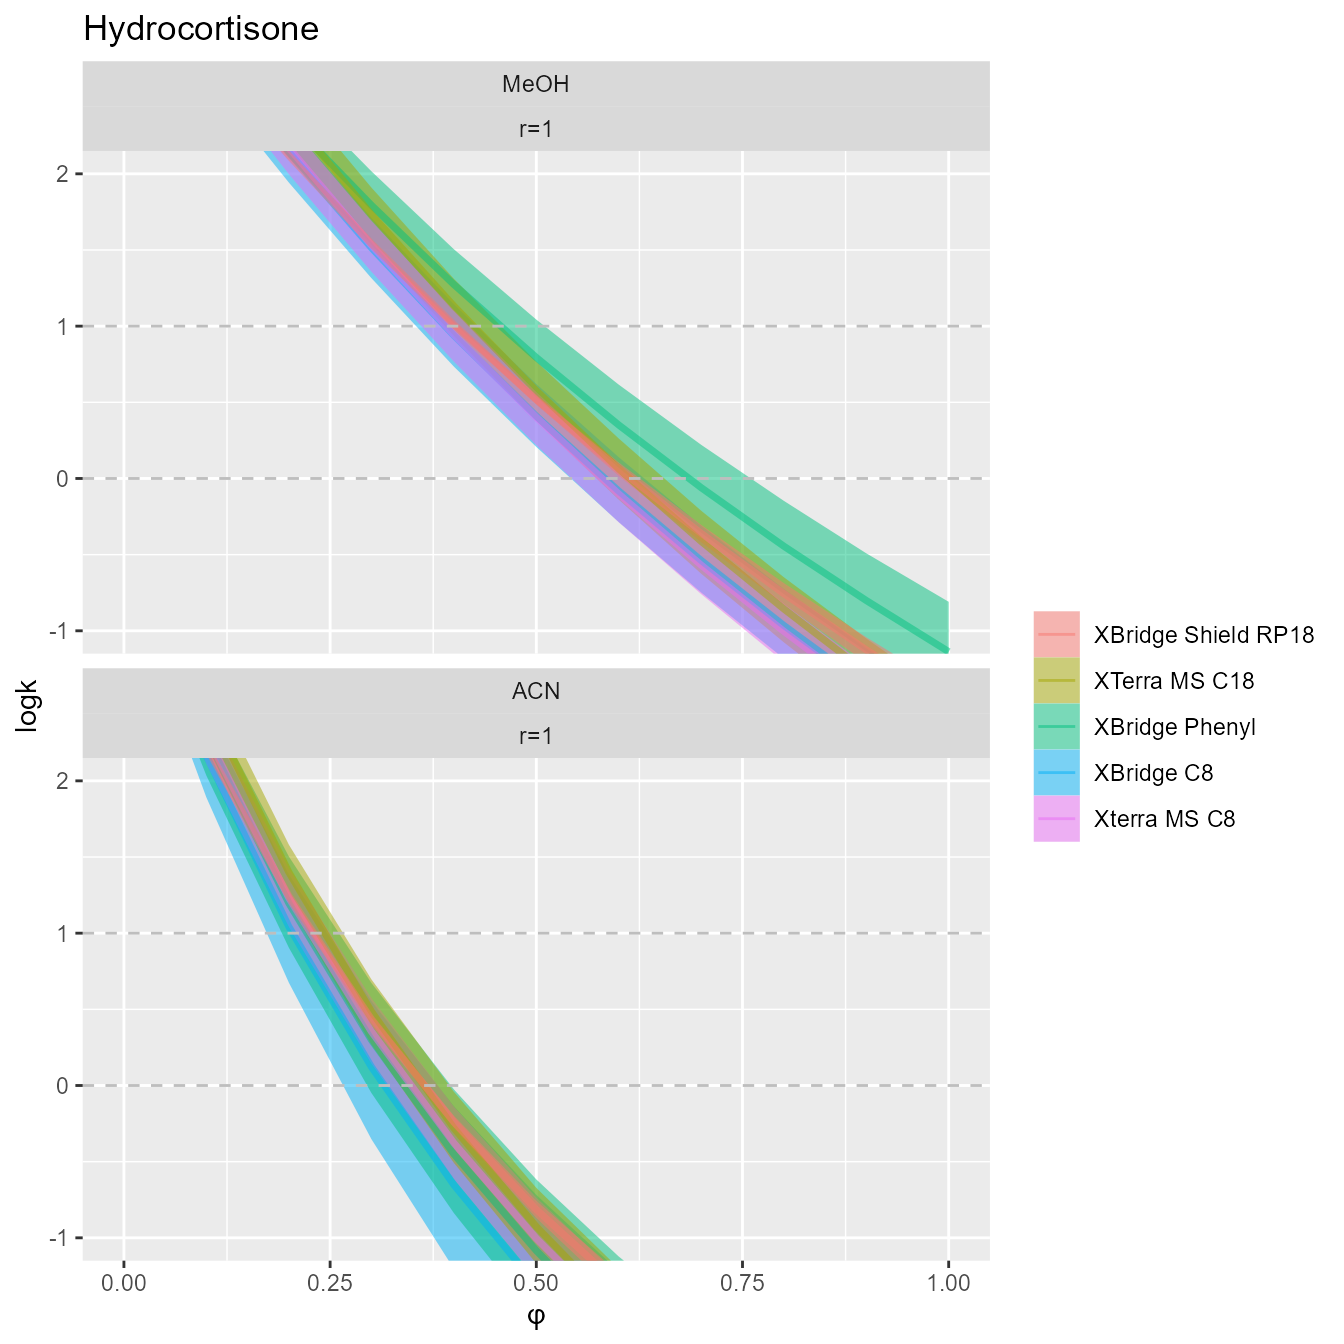 Hydrocortisone
MeOH
r=1
2
1
0
-1
ACN
r=1
2
1
0
-1
logk
0.00 0.25 0.50 0.75 1.00
φ
XBridge Shield RP18
XTerra MS C18
XBridge Phenyl
XBridge C8
Xterra MS C8